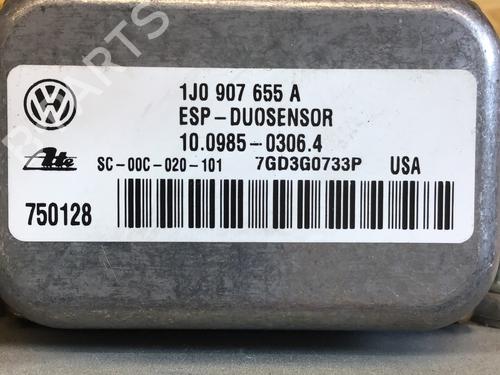 1J0 907 655 A
ESP-DUOSENSOR
10.0985-0306.4
Ate SC-00C-020-101 7GD3G0733P USA
750128